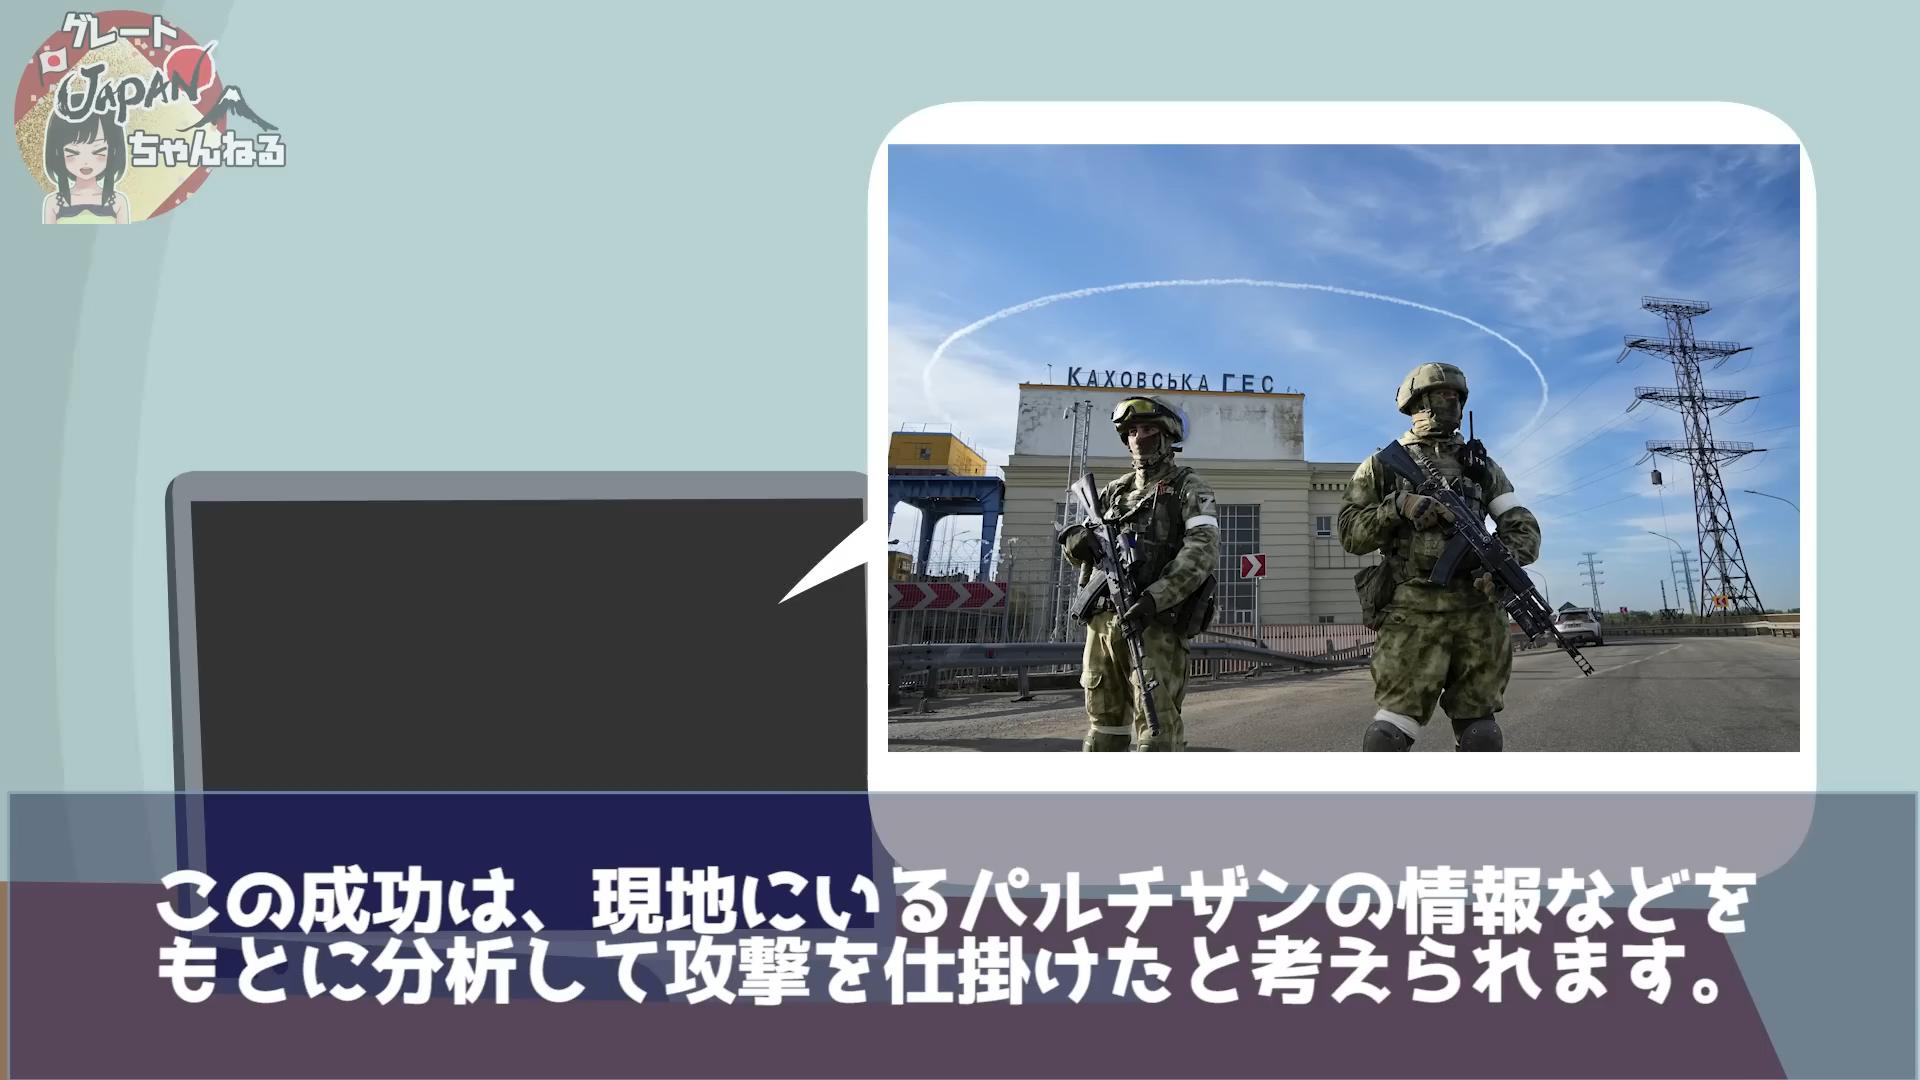 グレート
JAPAN
ちゃんねる
КАХОВСЬКА ГЕС
この成功は、現地にいるパルチザンの情報などを
もとに分析して攻撃を仕掛けたと考えられます。